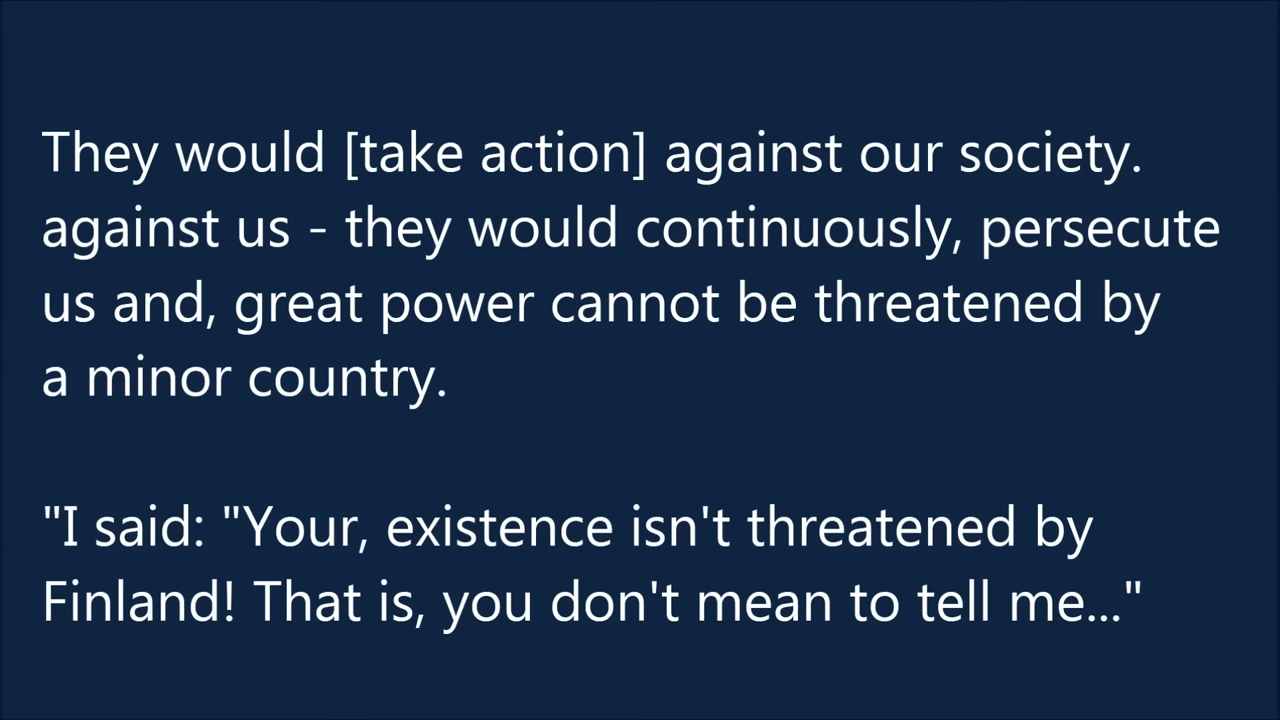 They would [take action] against our society.
against us - they would continuously, persecute
us and, great power cannot be threatened by
a minor country.
"I said: "Your, existence isn't threatened by
Finland! That is, you don't mean to tell me..."